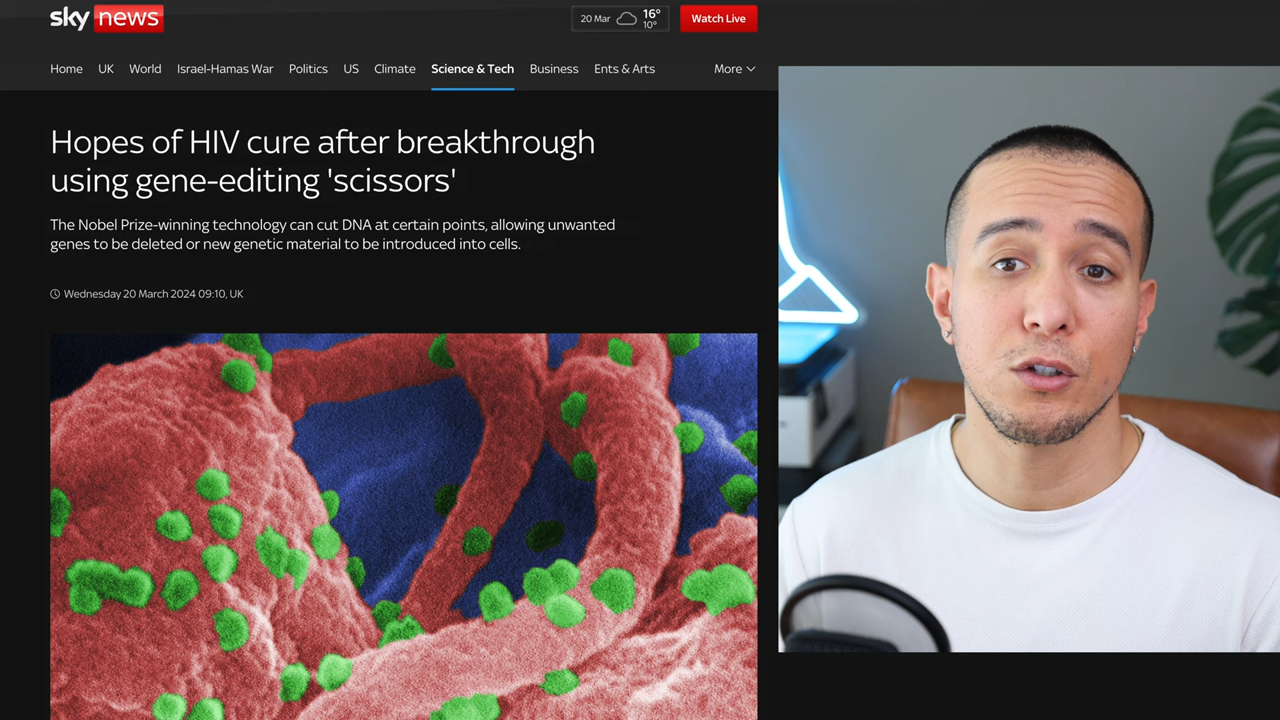 sky news
20 Mar 16° 10°
Watch Live
Home UK World Israel-Hamas War Politics US Climate Science & Tech Business Ents & Arts More
Hopes of HIV cure after breakthrough
using gene-editing 'scissors'
The Nobel Prize-winning technology can cut DNA at certain points, allowing unwanted
genes to be deleted or new genetic material to be introduced into cells.
Wednesday 20 March 2024 09:10, UK